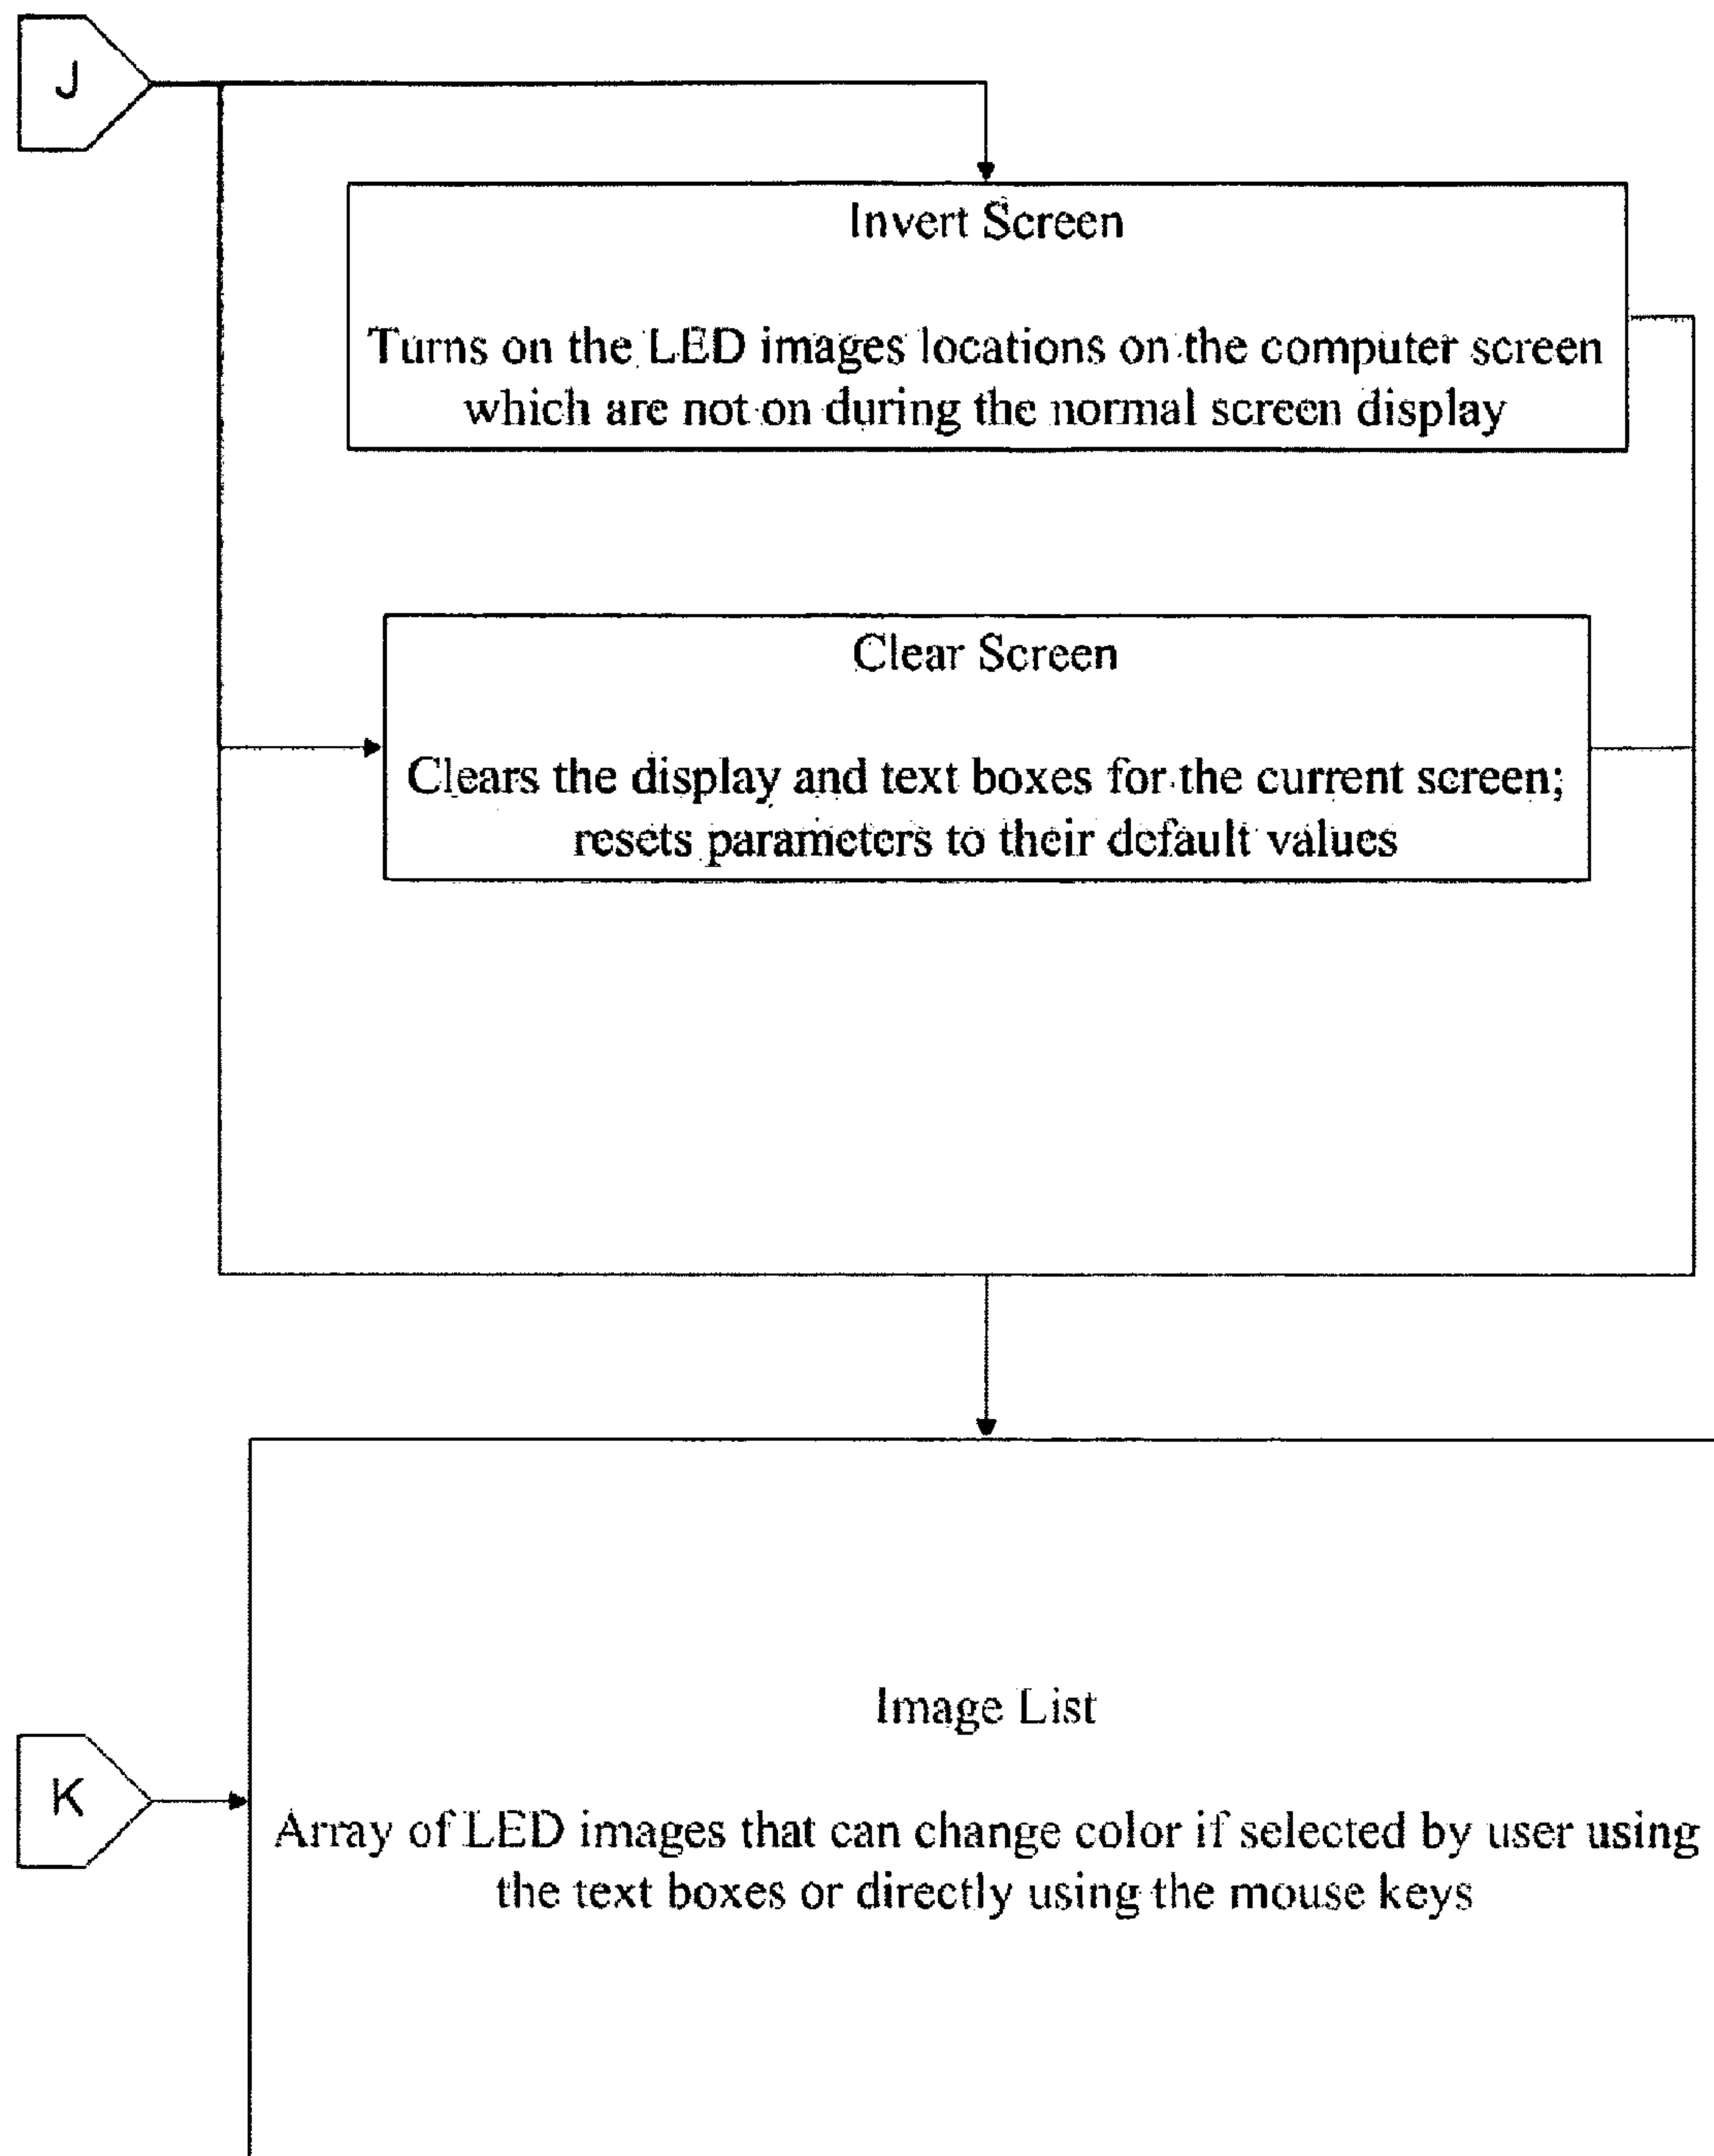 J
Invert Screen
Turns on the LED images locations on the computer screen
which are not on during the normal screen display
Clear Screen
Clears the display and text boxes for the current screen;
resets parameters to their default values
Image List
K
Array of LED images that can change color if selected by user using
the text boxes or directly using the mouse keys